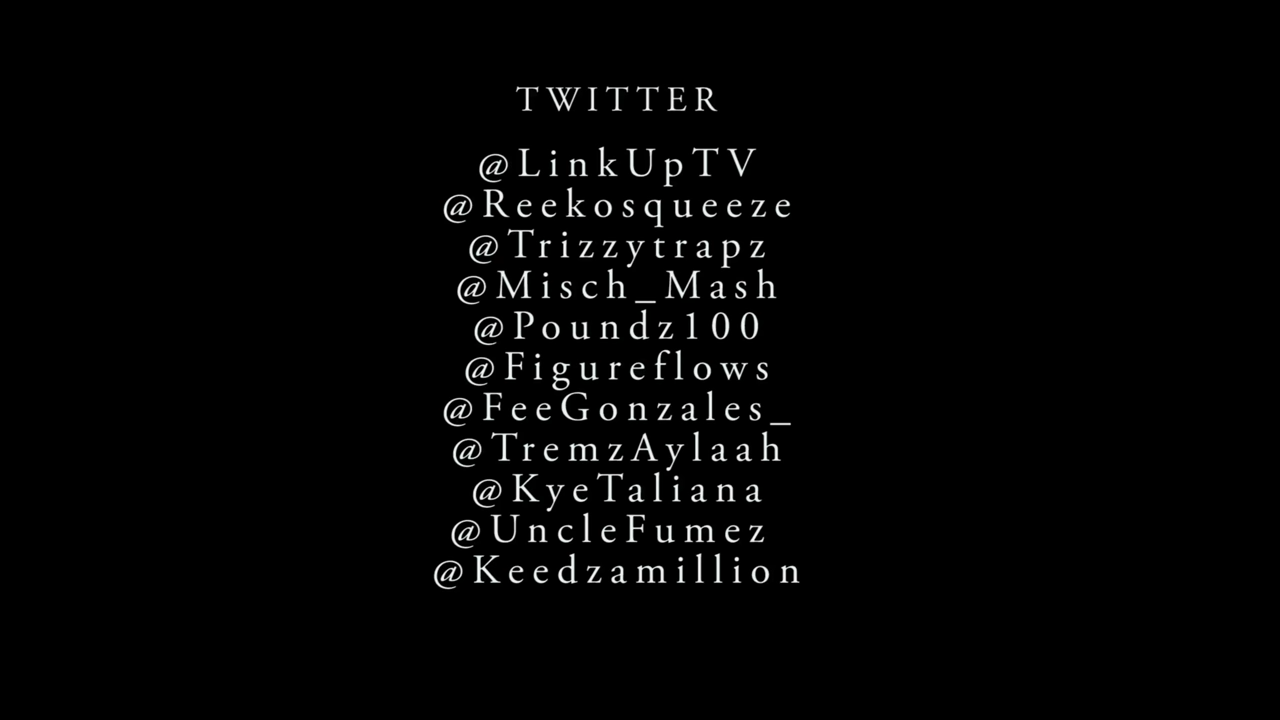 TWITTER
@LinkUpTV
@Reekosqueeze
@Trizzytrapz
@Misch_Mash
@Poundz100
@Figureflows
@FeeGonzales_
@TremzAylaah
@KyeTaliana
@UncleFumez
@Keedzamillion